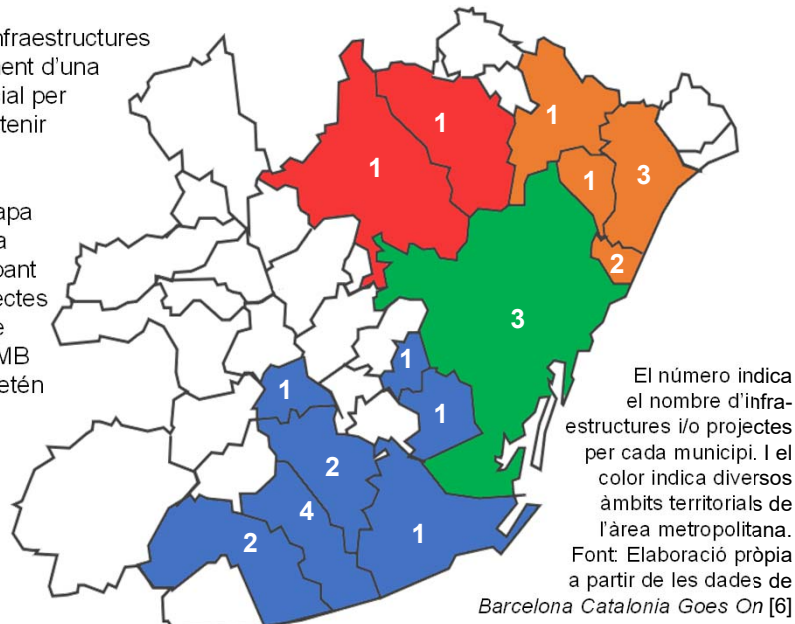 nfraestructures
nent d'una
ial per
tenir
apa
a
pant
ectes
e
MB
etén
1
1
1
1
3
2
3
1
1
1
2
4
2
1
El número indica
el nombre d'infra-
estructures i/o projectes
per cada municipi. I el
color indica diversos
àmbits territorials de
l'àrea metropolitana.
Font: Elaboració pròpia
a partir de les dades de
Barcelona Catalonia Goes On [6]